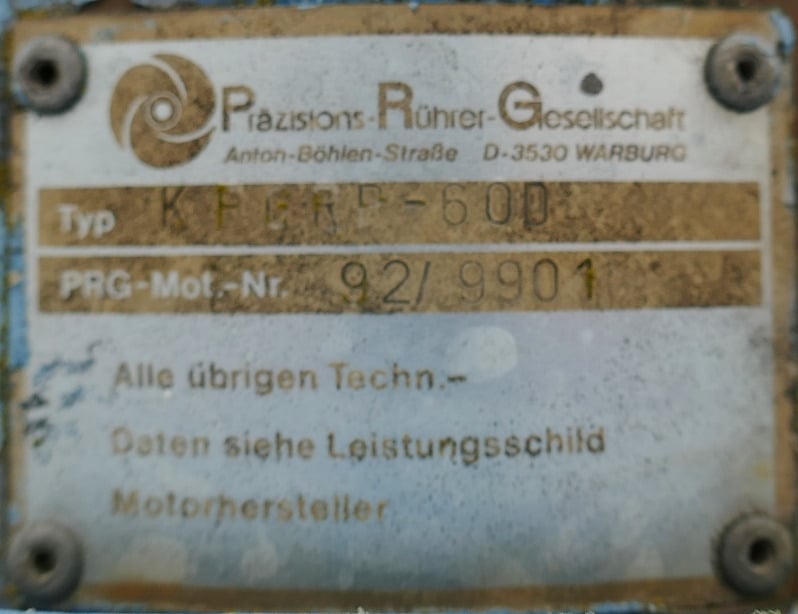 Präzisions-Rührer-Gesellschaft
Anton-Böhlen-Straße D-3530 WARBURG
Typ
PRG-Mot.-Nr. 92/9901
Alle übrigen Techn.-
Daten siehe Leistungsschild
Motorhersteller